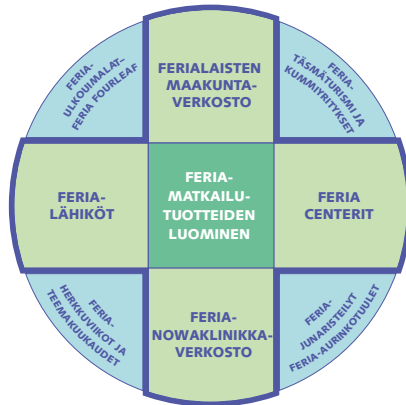 FERIA-
ULKOUIMALAT–
FERIA FOURLEAF
FERIALAISTEN
MAAKUNTA-
VERKOSTO
FERIA-
TÄSMÄTURISMI JA
KUMMIYRITYKSET
FERIA-
LÄHIKÖT
FERIA-
MATKAILU-
TUOTTEIDEN
LUOMINEN
FERIA
CENTERIT
FERIA-
HERKKUVIIKOT JA
TEEMAKUUKAUDET
FERIA-
NOWAKLINIKKA-
VERKOSTO
FERIA-
JUNARISTEILYT
FERIA-AURINKOTUULET